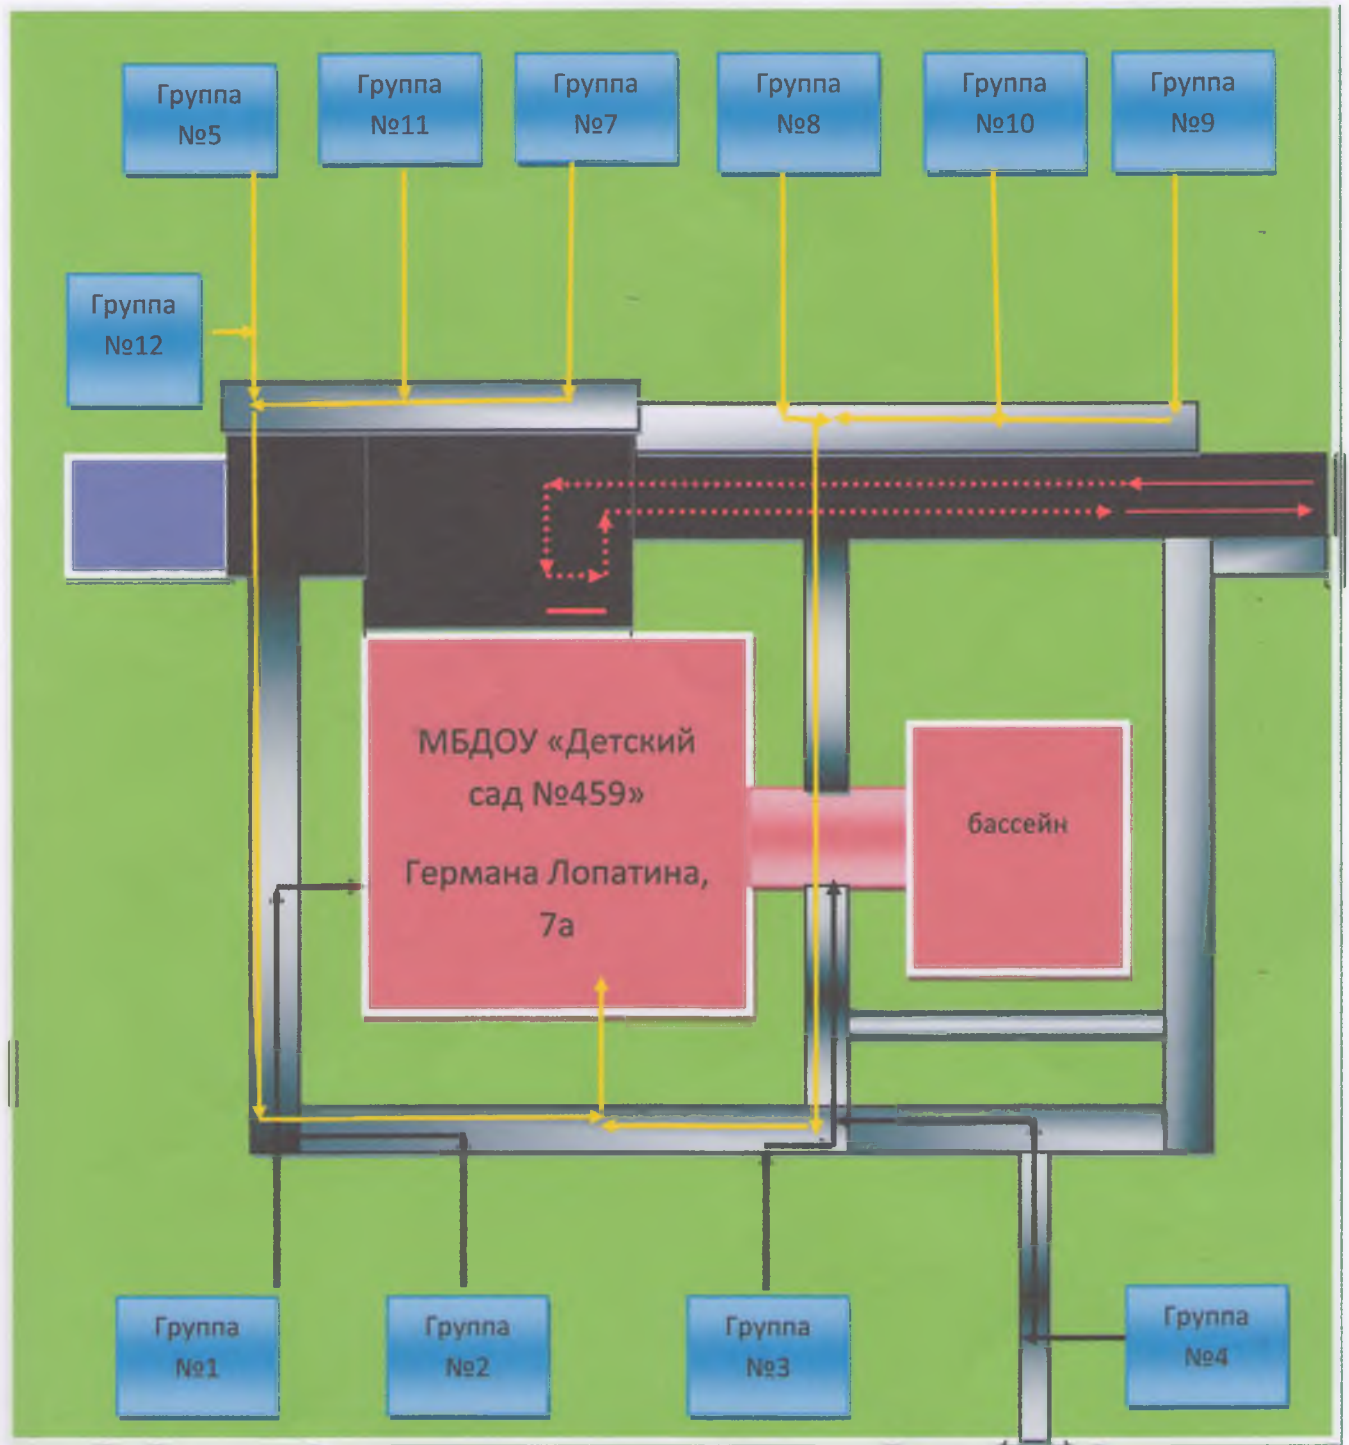 Группа
№5
Группа
№11
Группа
№7
Группа
№8
Группа
№10
Группа
№9
Группа
№12
МБДОУ «Детский
сад №459»
Германа Лопатина,
7а
бассейн
Группа
№1
Группа
№2
Группа
№3
Группа
№4